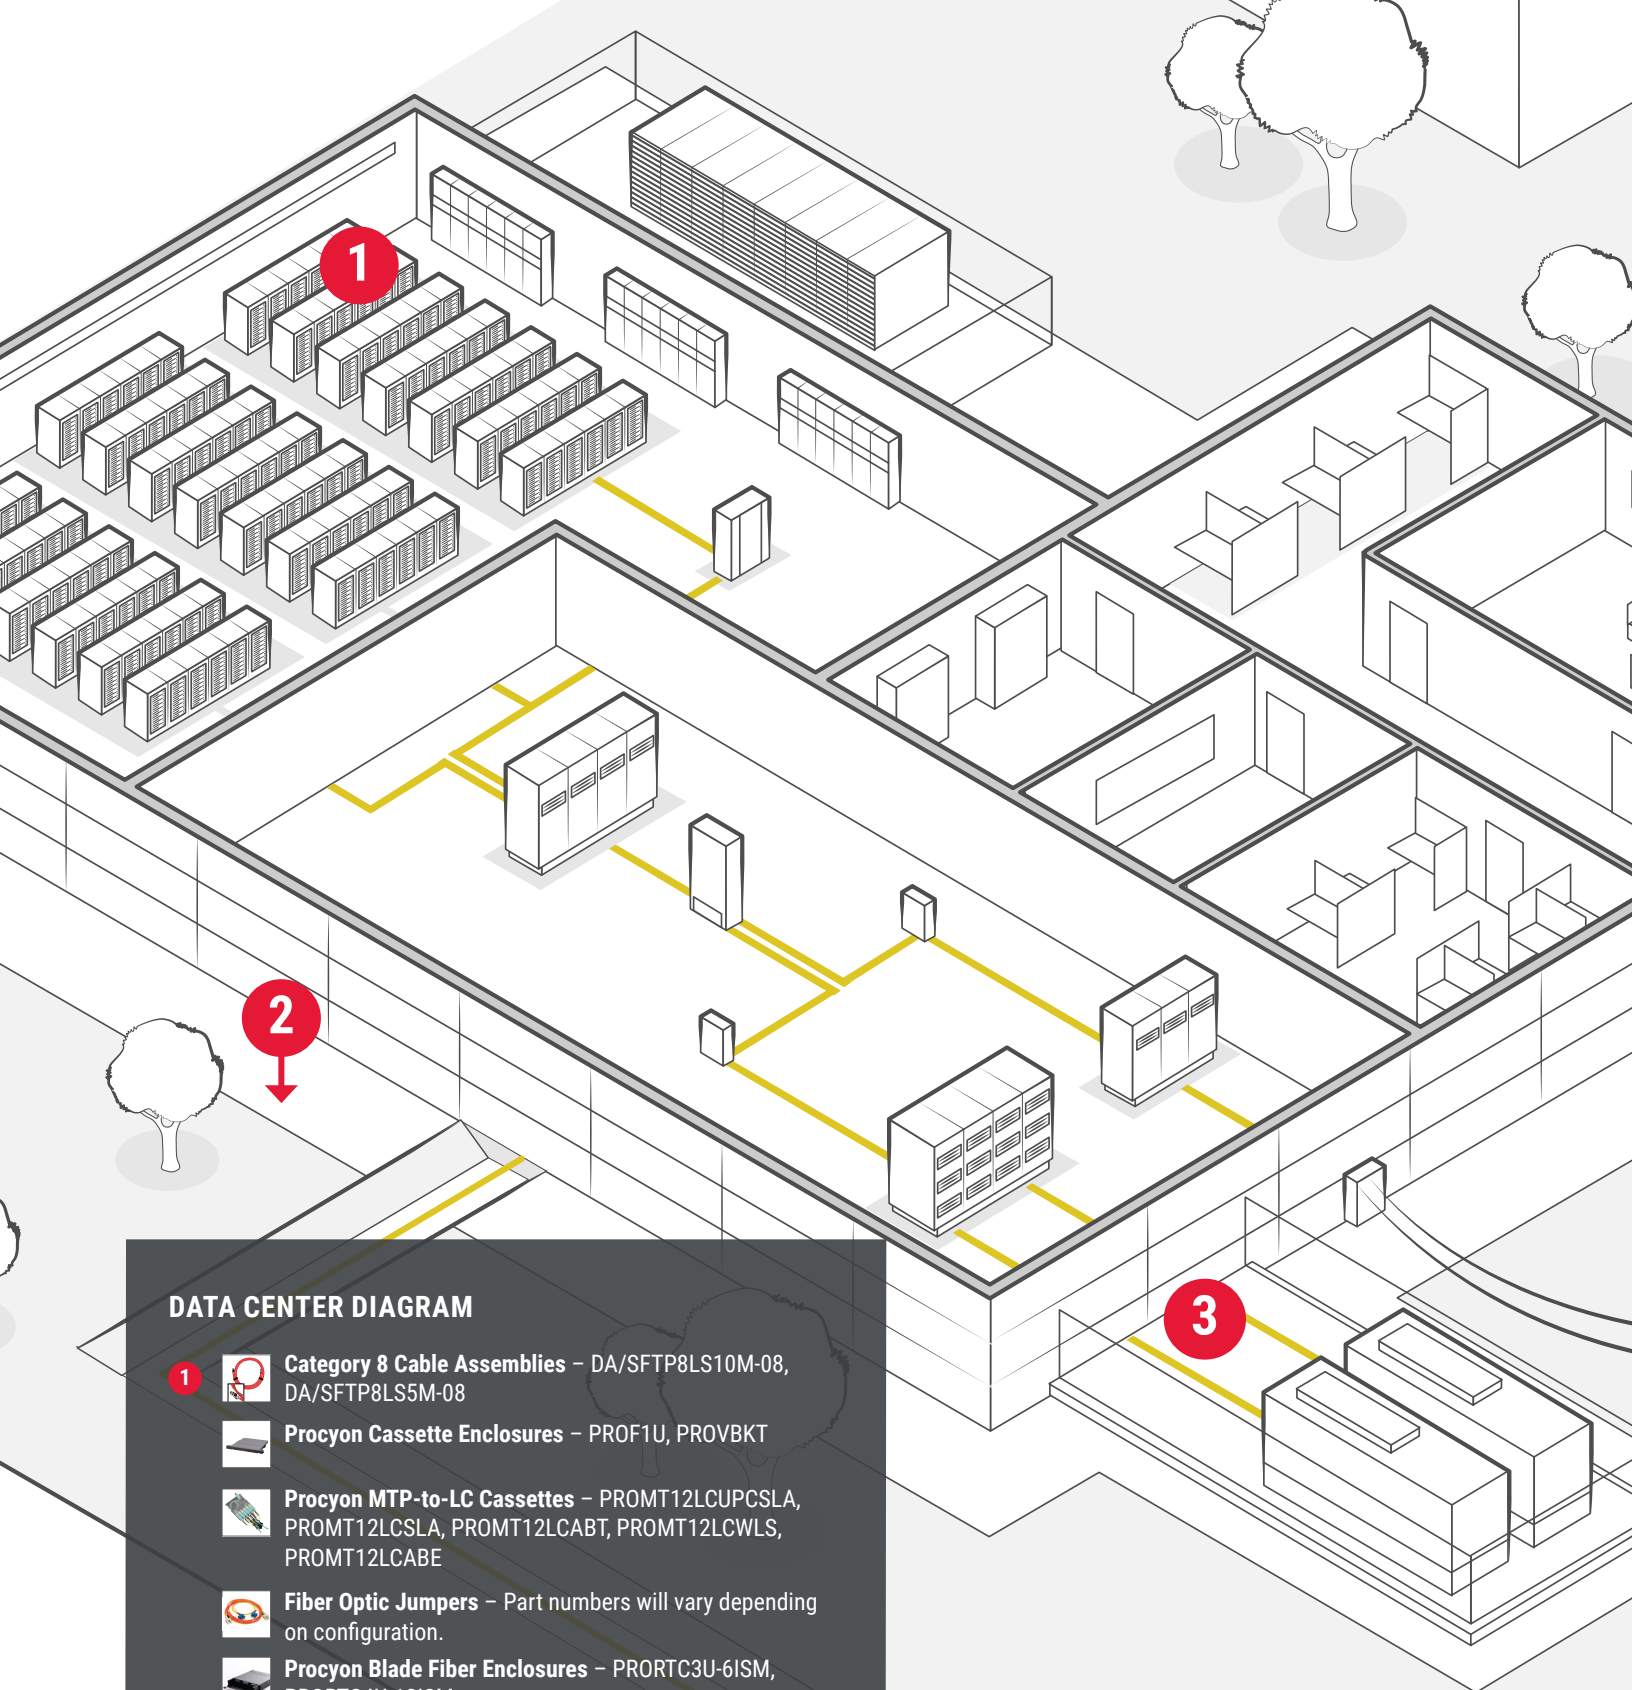 1
2
3
DATA CENTER DIAGRAM
1
Category 8 Cable Assemblies – DA/SFTP8LS10M-08,
DA/SFTP8LS5M-08
Procyon Cassette Enclosures – PROF1U, PROVBKT
Procyon MTP-to-LC Cassettes – PROMT12LCUPCSLA,
PROMT12LCSLA, PROMT12LCABT, PROMT12LCWLS,
PROMT12LCABE
Fiber Optic Jumpers – Part numbers will vary depending
on configuration.
Procyon Blade Fiber Enclosures – PRORTC3U-6ISM,